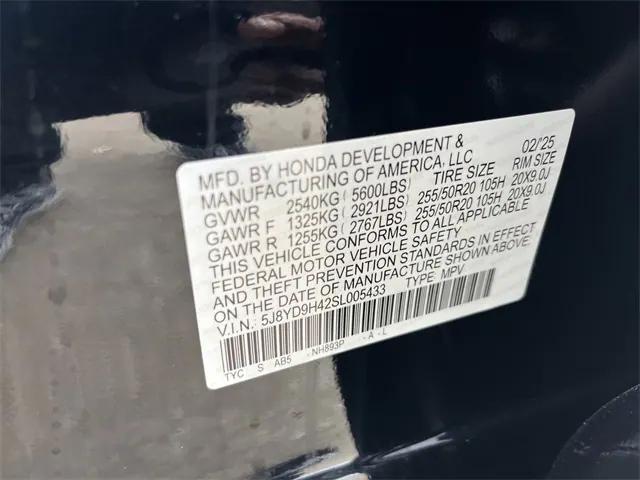 MFD. BY HONDA DEVELOPMENT & 02/'25
MANUFACTURING OF AMERICA, LLC TIRE SIZE RIM SIZE
GVWR 2540KG ( 5600LBS)
GAWR F 1325KG ( 2921LBS) 255/50R20 105H 20X9.0J
GAWR R 1255KG ( 2767LBS) 255/50R20 105H 20X9.0J
THIS VEHICLE CONFORMS TO ALL APPLICABLE
FEDERAL MOTOR VEHICLE SAFETY
AND THEFT PREVENTION STANDARDS IN EFFECT
ON THE DATE OF MANUFACTURE SHOWN ABOVE.
V.I.N.: 5J8YD9H42SL005433 TYPE: MPV
TYC S AB5 -NH893P -A-L